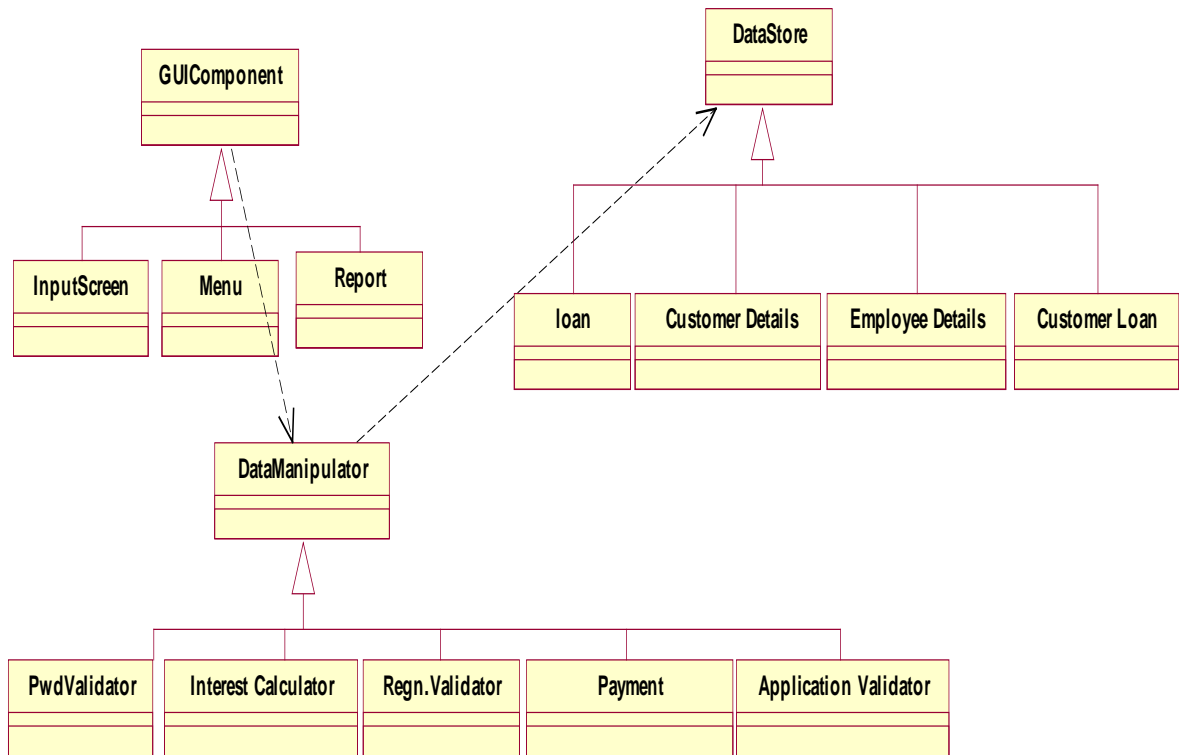 DataStore
GUIComponent
InputScreen
Menu
Report
loan
Customer Details
Employee Details
Customer Loan
DataManipulator
PwdValidator
Interest Calculator
Regn.Validator
Payment
Application Validator